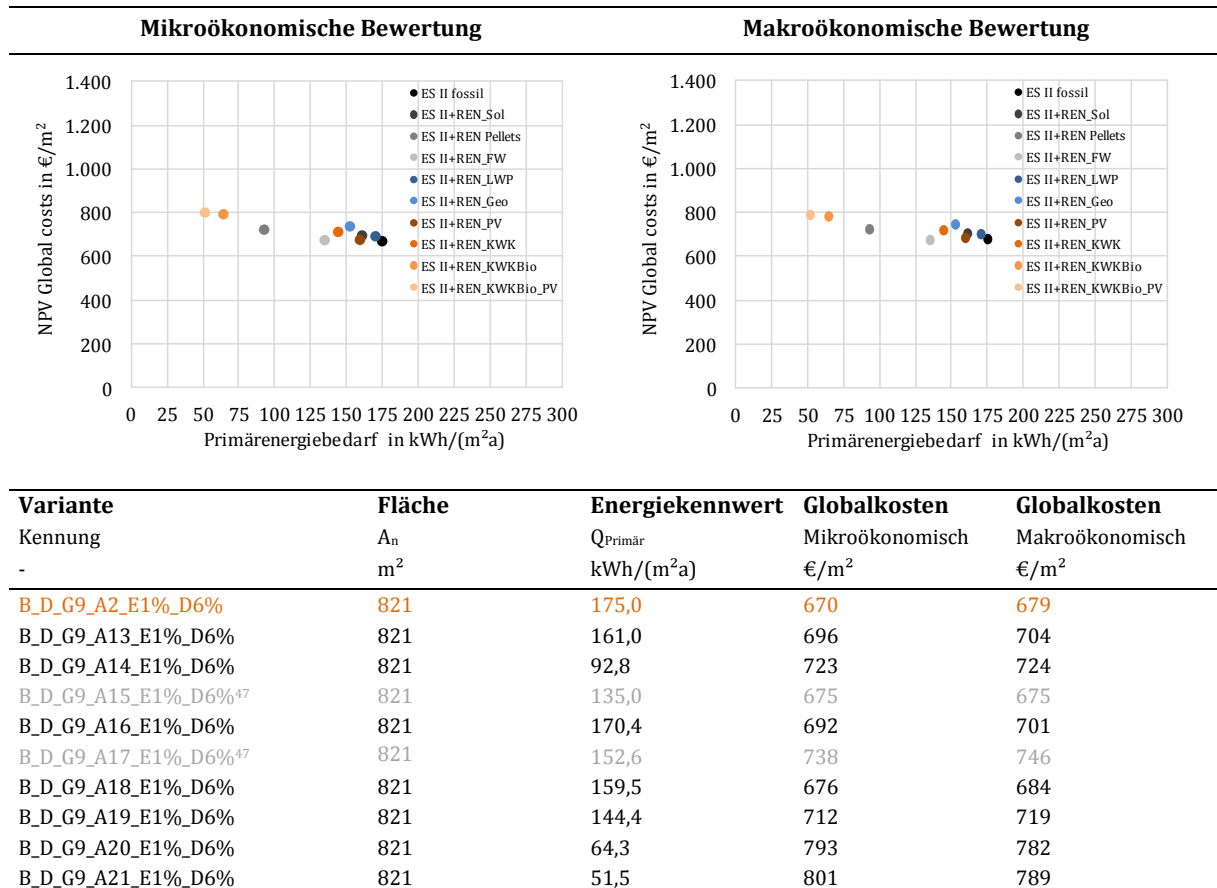 Mikroökonomische Bewertung
Makroökonomische Bewertung
NPV Global costs in €/m²
1.400
1.200
1.000
800
600
400
200
0
0 25 50 75 100 125 150 175 200 225 250 275 300
Primärenergiebedarf in kWh/(m²a)
ES II fossil
ES II+REN_Sol
ES II+REN Pellets
ES II+REN_FW
ES II+REN_LWP
ES II+REN_Geo
ES II+REN_PV
ES II+REN_KWK
ES II+REN_KWKBio
ES II+REN_KWKBio_PV
NPV Global costs in €/m²
1.400
1.200
1.000
800
600
400
200
0
0 25 50 75 100 125 150 175 200 225 250 275 300
Primärenergiebedarf in kWh/(m²a)
ES II fossil
ES II+REN_Sol
ES II+REN Pellets
ES II+REN_FW
ES II+REN_LWP
ES II+REN_Geo
ES II+REN_PV
ES II+REN_KWK
ES II+REN_KWKBio
ES II+REN_KWKBio_PV
Variante Fläche Energiekennwert Globalkosten Globalkosten
Kennung An QPrimär Mikroökonomisch Makroökonomisch
- m² kWh/(m²a) €/m² €/m²
B_D_G9_A2_E1%_D6% 821 175,0 670 679
B_D_G9_A13_E1%_D6% 821 161,0 696 704
B_D_G9_A14_E1%_D6% 821 92,8 723 724
B_D_G9_A15_E1%_D6%⁴⁷ 821 135,0 675 675
B_D_G9_A16_E1%_D6% 821 170,4 692 701
B_D_G9_A17_E1%_D6%⁴⁷ 821 152,6 738 746
B_D_G9_A18_E1%_D6% 821 159,5 676 684
B_D_G9_A19_E1%_D6% 821 144,4 712 719
B_D_G9_A20_E1%_D6% 821 64,3 793 782
B_D_G9_A21_E1%_D6% 821 51,5 801 789